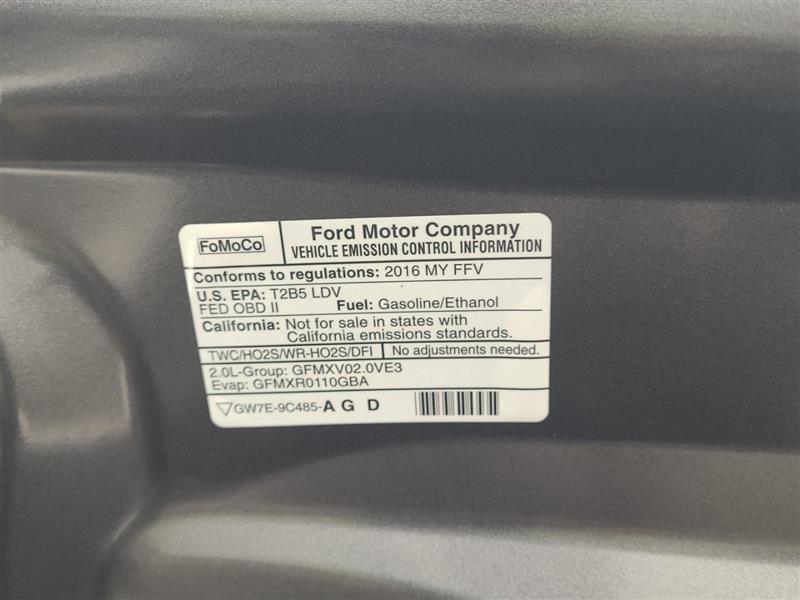 FoMoCo
Ford Motor Company
VEHICLE EMISSION CONTROL INFORMATION
Conforms to regulations: 2016 MY FFV
U.S. EPA: T2B5 LDV
FED OBD II Fuel: Gasoline/Ethanol
California: Not for sale in states with
California emissions standards.
TWC/HO2S/WR-HO2S/DFI No adjustments needed.
2.0L-Group: GFMXV02.0VE3
Evap: GFMXR0110GBA
GW7E-9C485-A G D